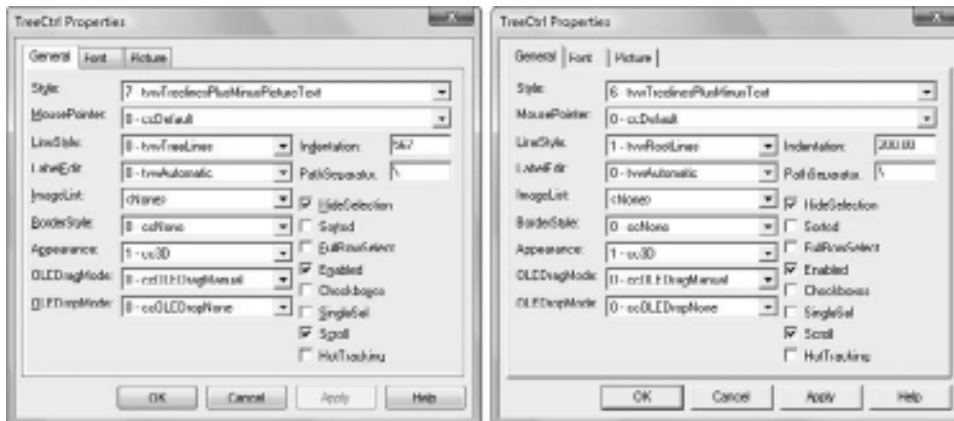 TreeCtrl Properties
General Font Picture
Style: 7 - tvwTreelinesPlusMinusPictureText
MousePointer: 0 - ccDefault
LineStyle: 0 - tvwTreeLines Indentation: 567
LabelEdit: 0 - tvwAutomatic PathSeparator: \
ImageList: <None> HideSelection
BorderStyle: 0 - ccNone Sorted
Appearance: 1 - cc3D FullRowSelect
OLEDragMode: 0 - ccOLEDragManual Enabled
Checkboxes
OLEDropMode: 0 - ccOLEDropNone SingleSel
Scroll
HotTracking
OK Cancel Apply Help
TreeCtrl Properties
General Font Picture
Style: 6 - tvwTreelinesPlusMinusText
MousePointer: 0 - ccDefault
LineStyle: 1 - tvwRootLines Indentation: 200.00
LabelEdit: 0 - tvwAutomatic PathSeparator: \
ImageList: <None> HideSelection
BorderStyle: 0 - ccNone Sorted
Appearance: 1 - cc3D FullRowSelect
OLEDragMode: 0 - ccOLEDragManual Enabled
Checkboxes
OLEDropMode: 0 - ccOLEDropNone SingleSel
Scroll
HotTracking
OK Cancel Apply Help